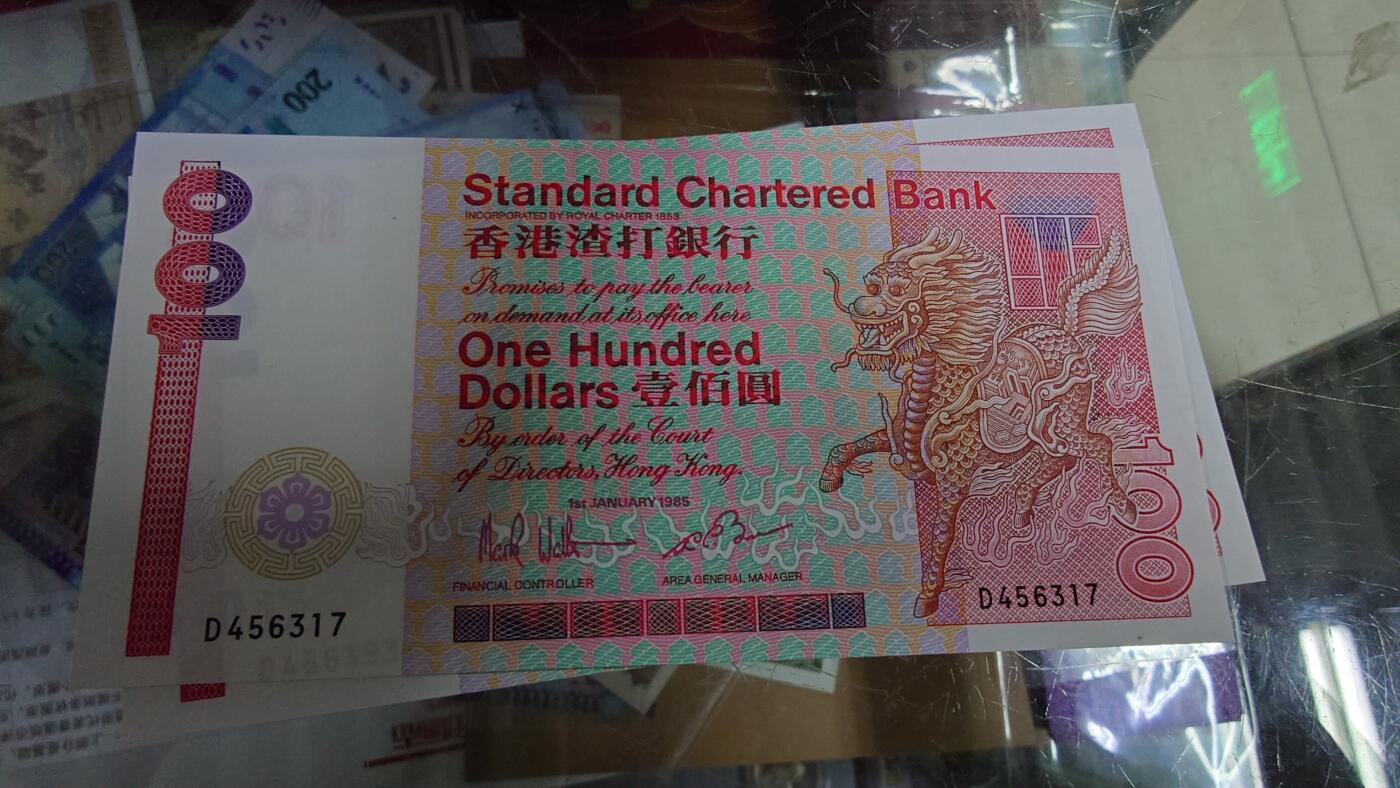 200
200
100
Standard Chartered Bank
INCORPORATED BY ROYAL CHARTER 1853
香港渣打銀行
Promises to pay the bearer
on demand at its office here
One Hundred
Dollars 壹佰圓
By order of the Court
of Directors, Hong Kong.
1st JANUARY 1985
FINANCIAL CONTROLLER
AREA GENERAL MANAGER
D456317
D456317
100